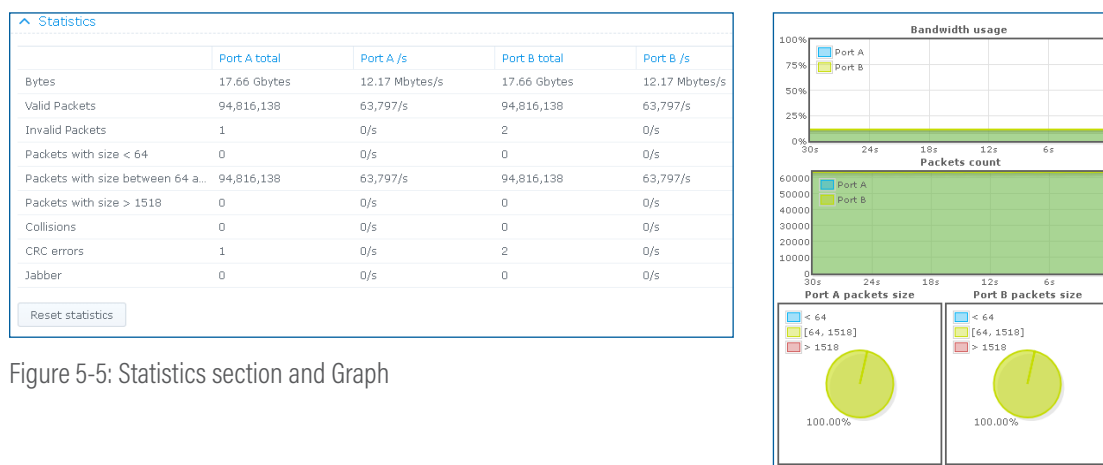 Statistics
Port A total Port A /s Port B total Port B /s
Bytes 17.66 Gbytes 12.17 Mbytes/s 17.66 Gbytes 12.17 Mbytes/s
Valid Packets 94,816,138 63,797/s 94,816,138 63,797/s
Invalid Packets 1 0/s 2 0/s
Packets with size < 64 0 0/s 0 0/s
Packets with size between 64 a... 94,816,138 63,797/s 94,816,138 63,797/s
Packets with size > 1518 0 0/s 0 0/s
Collisions 0 0/s 0 0/s
CRC errors 1 0/s 2 0/s
Jabber 0 0/s 0 0/s
Reset statistics
Figure 5-5: Statistics section and Graph
Bandwidth usage
100%
75%
50%
25%
0%
Port A
Port B
30s 24s 18s 12s 6s
Packets count
60000
50000
40000
30000
20000
10000
0
Port A
Port B
30s 24s 18s 12s 6s
Port A packets size
< 64
[64, 1518]
> 1518
100.00%
Port B packets size
< 64
[64, 1518]
> 1518
100.00%